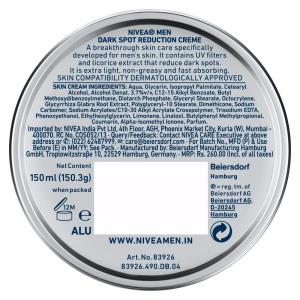 NIVEA® MEN
DARK SPOT REDUCTION CREME
A breakthrough skin care specifically
developed for men's skin. It contains UV filters
and licorice extract that reduce dark spots.
It is extra light, non-greasy and fast absorbing.
SKIN COMPATIBILITY DERMATOLOGICALLY APPROVED
SKIN CREAM INGREDIENTS: Aqua, Glycerin, Isopropyl Palmitate, Cetearyl
Alcohol, Alcohol Denat. 3.7%v/v, C12-15 Alkyl Benzoate, Ethylhexyl Salicylate, Butyl
Methoxydibenzoylmethane, Distarch Phosphate, Glyceryl Stearate, Octocrylene,
Glycyrrhiza Glabra Root Extract, Polyglyceryl-10 Stearate, Dimethicone, Sodium
Carbomer, Sodium Acrylates/C10-30 Alkyl Acrylate Crosspolymer, Trisodium EDTA,
Phenoxyethanol, Ethylhexylglycerin, Linalool, Limonene, Benzyl Alcohol,
Coumarin, Alpha-Isomethyl Ionone, Parfum.
Imported by: NIVEA India Pvt Ltd, 4th Floor, AGH, Phoenix Market City, Kurla (W), Mumbai -
400070. RC No. COS052/13 - Query/Feedback: Contact NIVEA CARE Executive at above
address or ✆: (022) 62487999, ✉: care@beiersdorf.com - For Batch No., MFD (P) & Use
Before in MM/YY: See Pack. - Manufactured by: Beiersdorf Manufacturing Hamburg
GmbH, Troplowitzstraße 10, 22529 Hamburg, Germany. - MRP: Rs. 260.00 (Incl. of all taxes)
Net Content
150 ml (150.3g)
when packed
12M
ALU
Beiersdorf
Hamburg
® = reg. tm. of
Beiersdorf AG
Beiersdorf AG,
D-20245
Hamburg
WWW.NIVEAMEN.IN
Art.No. 83926
83926.490.DB.04